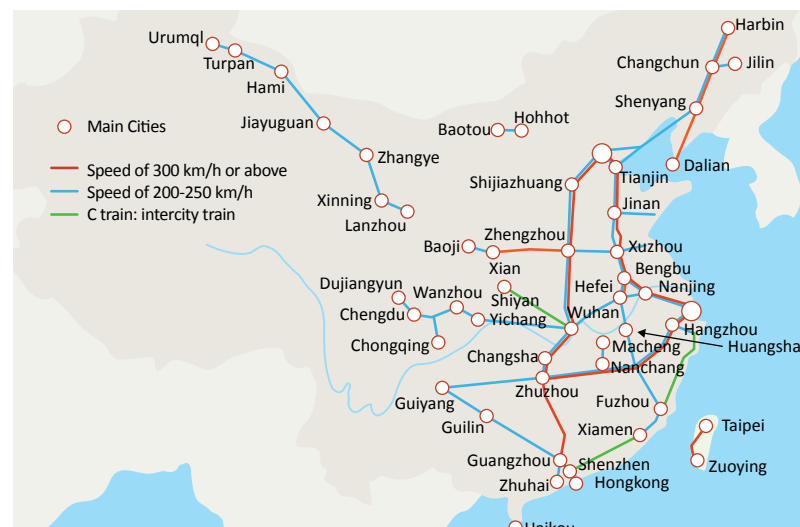 Harbin
Urumql
Turpan
Changchun
Jilin
Hami
Shenyang
Jiayuguan
Hohhot
Baotou
Main Cities
Zhangye
Dalian
Speed of 300 km/h or above
Tianjin
Shijiazhuang
Speed of 200-250 km/h
Xinning
Jinan
C train: intercity train
Lanzhou
Zhengzhou
Baoji
Xuzhou
Xian
Bengbu
Dujiangyun
Wanzhou
Shiyan
Hefei
Nanjing
Chengdu
Yichang
Wuhan
Hangzhou
Chongqing
Macheng
Huangsha
Changsha
Nanchang
Zhuzhou
Guiyang
Fuzhou
Guilin
Xiamen
Taipei
Guangzhou
Shenzhen
Zuoying
Zhuhai
Hongkong
Haikou